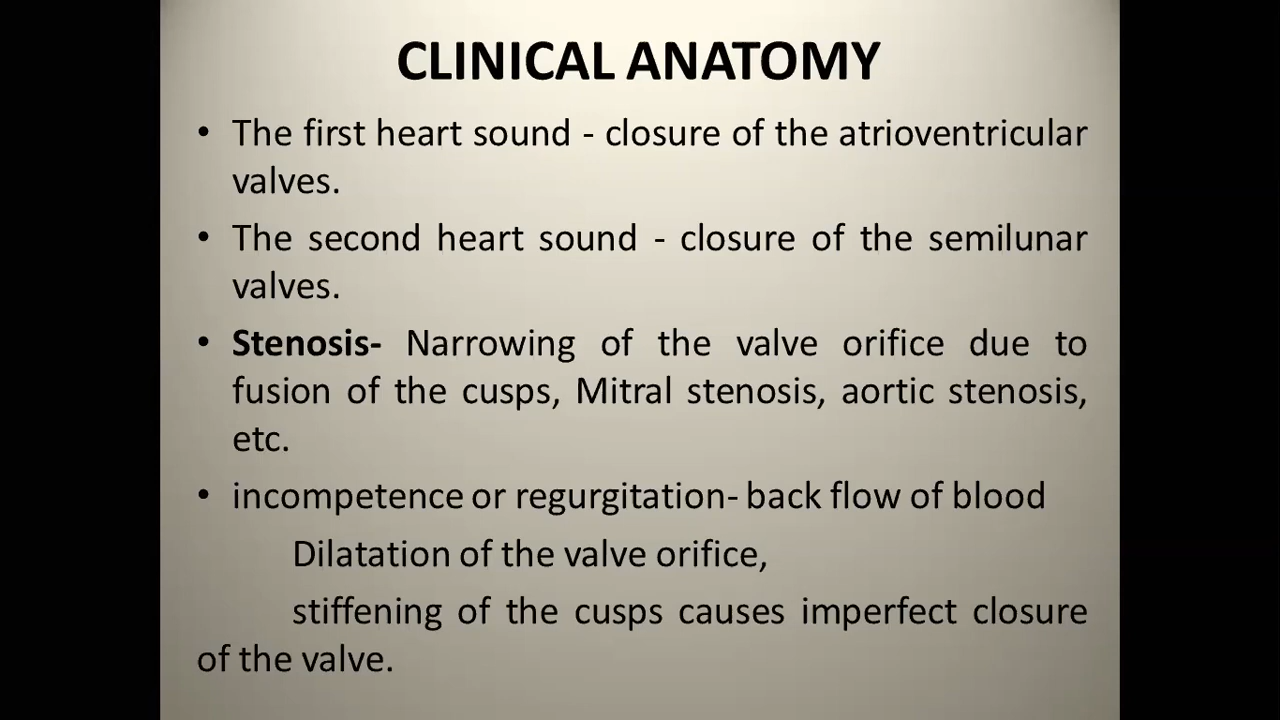 CLINICAL ANATOMY
• The first heart sound - closure of the atrioventricular
valves.
• The second heart sound - closure of the semilunar
valves.
• Stenosis- Narrowing of the valve orifice due to
fusion of the cusps, Mitral stenosis, aortic stenosis,
etc.
• incompetence or regurgitation- back flow of blood
Dilatation of the valve orifice,
stiffening of the cusps causes imperfect closure
of the valve.